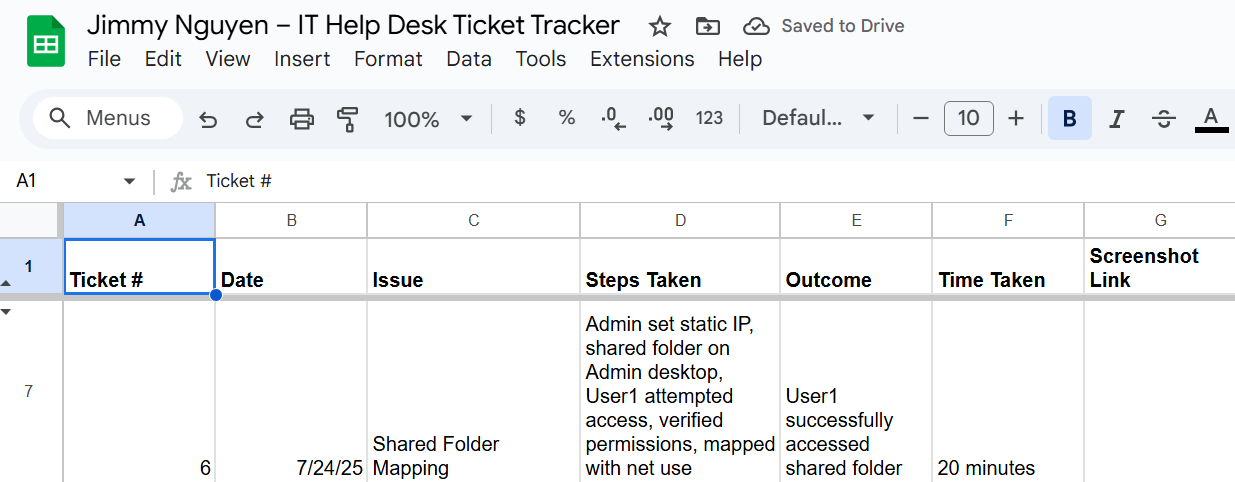 Jimmy Nguyen – IT Help Desk Ticket Tracker
Saved to Drive
File Edit View Insert Format Data Tools Extensions Help
Menus 100% $ % .0 .00 123 Defaul... − 10 + B I S A
A1 fx Ticket #
A B C D E F G
1
Ticket # Date Issue Steps Taken Outcome Time Taken Screenshot
Link
7
Admin set static IP,
shared folder on
Admin desktop,
User1 attempted
access, verified
permissions, mapped
with net use
User1
successfully
accessed
shared folder
Shared Folder
Mapping
6
7/24/25
20 minutes